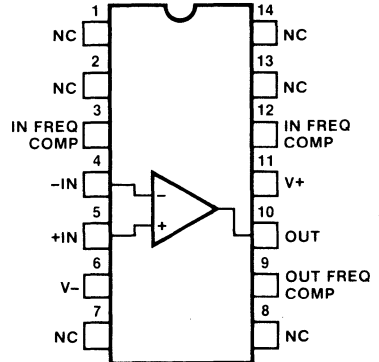 1 14
NC NC
2 13
NC NC
3 12
IN FREQ COMP IN FREQ COMP
4 11
-IN − V+
5 10
+IN + OUT
6 9
V- OUT FREQ COMP
7 8
NC NC